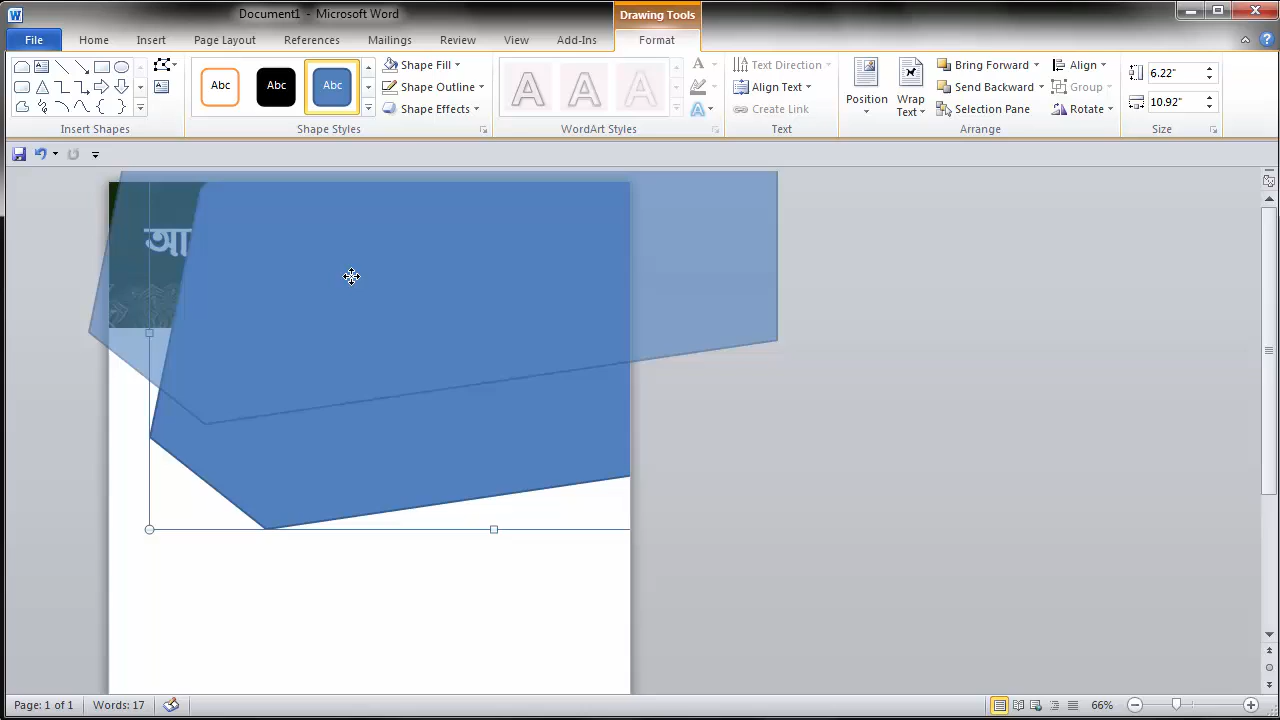 Document1 - Microsoft Word
Drawing Tools
File Home Insert Page Layout References Mailings Review View Add-Ins Format
Abc Abc Abc
Shape Fill
Shape Outline
Shape Effects
A A A
A
A
Text Direction
Align Text
Create Link
Position
Wrap Text
Bring Forward
Send Backward
Selection Pane
Align
Group
Rotate
6.22"
10.92"
Insert Shapes Shape Styles WordArt Styles Text Arrange Size
Page: 1 of 1 Words: 17 66%